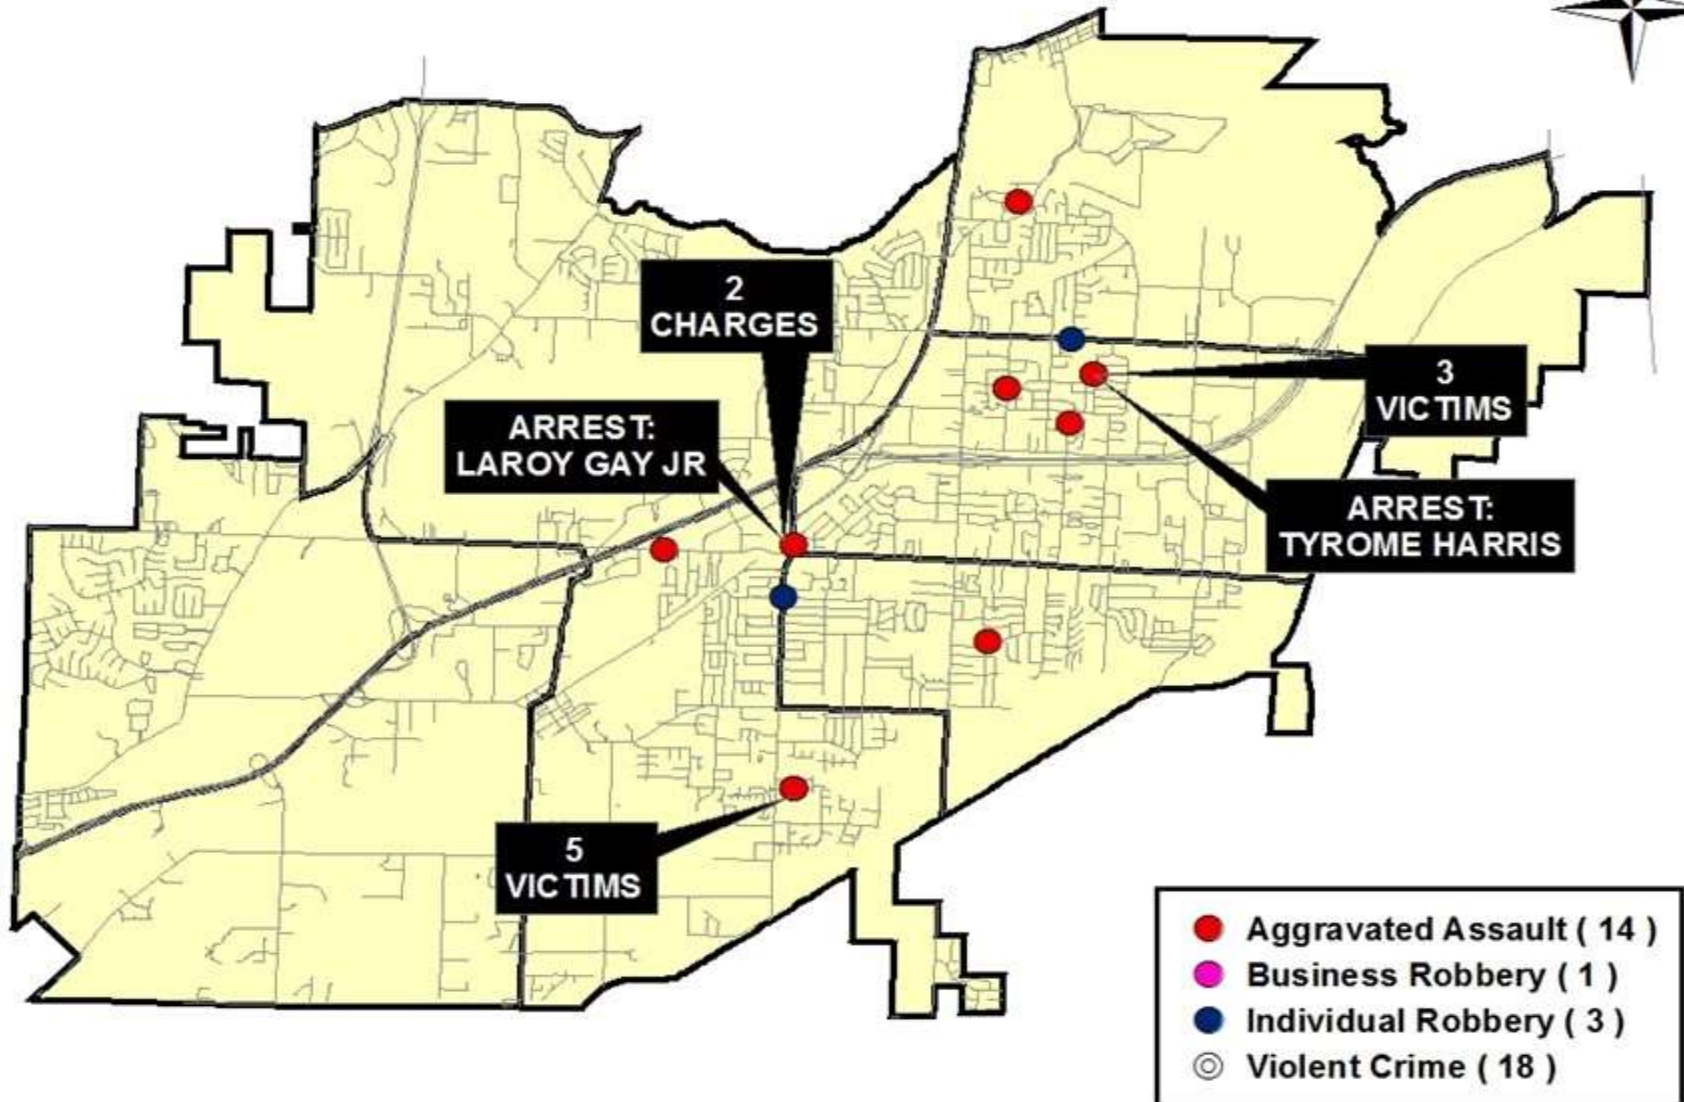 2
CHARGES
3
VICTIMS
ARREST:
LAROY GAY JR
ARREST:
TYROME HARRIS
5
VICTIMS
Aggravated Assault ( 14 )
Business Robbery ( 1 )
Individual Robbery ( 3 )
Violent Crime ( 18 )